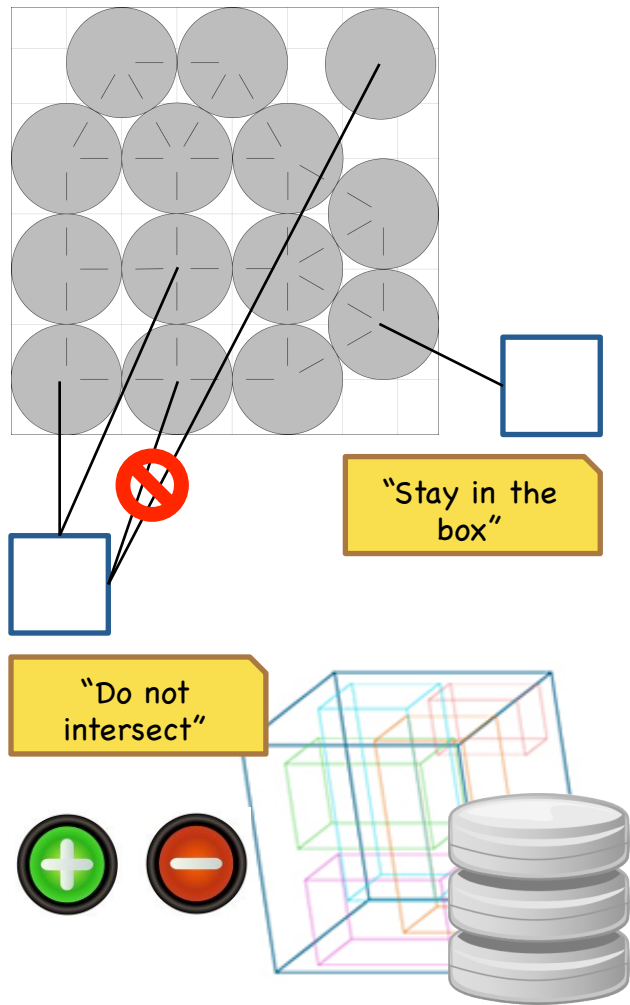 “Stay in the
box”
“Do not
intersect”